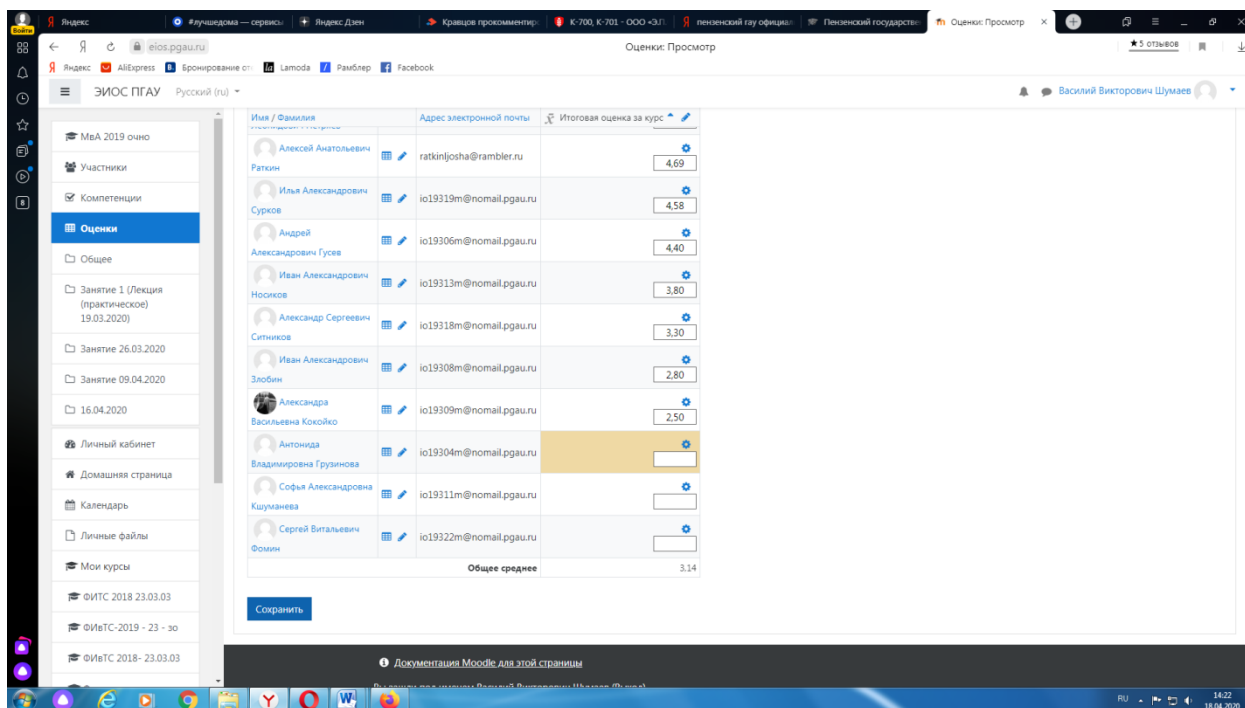 Яндекс
#лучшедома — сервисы
Яндекс Дзен
Кравцов прокомментир
К-700, К-701 - ООО «ЭЛ
пензенский гау официал
Пензенский государстве
Оценки: Просмотр
Войти
eios.pgau.ru
Оценки: Просмотр
★ 5 отзывов
Яндекс
AliExpress
Бронирование от
Lamoda
Рамблер
Facebook
ЭИОС ПГАУ
Русский (ru)
Василий Викторович Шумаев
8
МвА 2019 очно
Участники
Компетенции
Оценки
Общее
Занятие 1 (Лекция
(практическое)
19.03.2020)
Занятие 26.03.2020
Занятие 09.04.2020
16.04.2020
Личный кабинет
Домашняя страница
Календарь
Личные файлы
Мои курсы
ФИТС 2018 23.03.03
ФИвТС-2019 - 23 - зо
ФИвТС 2018- 23.03.03
Имя / Фамилия
Адрес электронной почты
Итоговая оценка за курс
Алексей Анатольевич
Раткин
ratkinljosha@rambler.ru
4,69
Илья Александрович
Сурков
io19319m@nomail.pgau.ru
4,58
Андрей
Александрович Гусев
io19306m@nomail.pgau.ru
4,40
Иван Александрович
Носиков
io19313m@nomail.pgau.ru
3,80
Александр Сергеевич
Ситников
io19318m@nomail.pgau.ru
3,30
Иван Александрович
Злобин
io19308m@nomail.pgau.ru
2,80
Александра
Васильевна Кокойко
io19309m@nomail.pgau.ru
2,50
Антонида
Владимировна Грузинова
io19304m@nomail.pgau.ru
Софья Александровна
Кшуманева
io19311m@nomail.pgau.ru
Сергей Витальевич
Фомин
io19322m@nomail.pgau.ru
Общее среднее
3,14
Сохранить
Документация Moodle для этой страницы
RU
14:22
18.04.2020